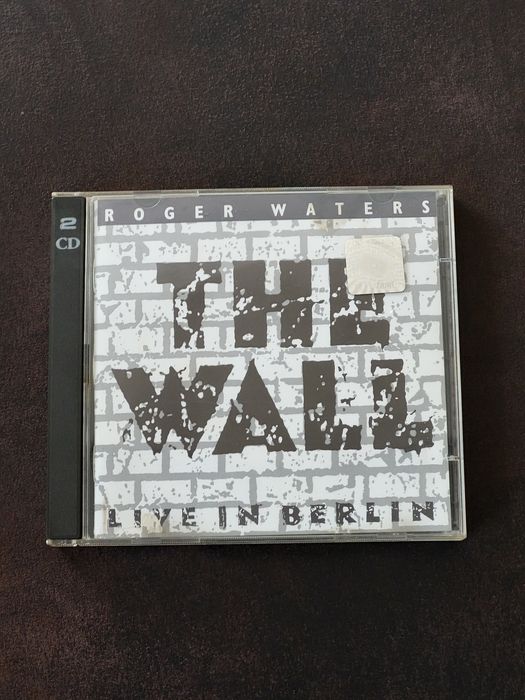 2
CD
ROGER WATERS
THE
WALL
LIVE IN BERLIN